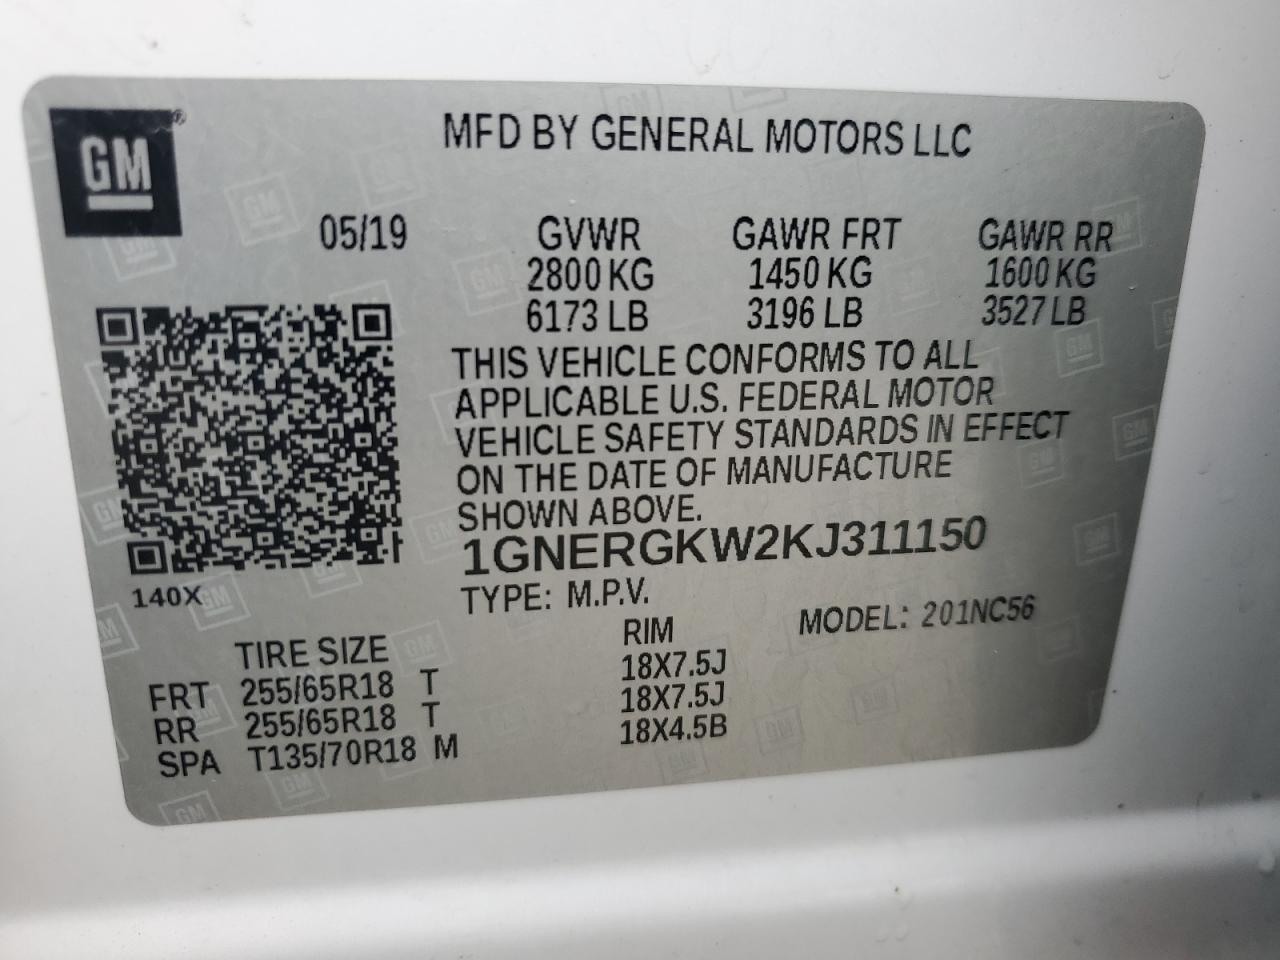 GM®
MFD BY GENERAL MOTORS LLC
05/19
GVWR GAWR FRT GAWR RR
2800 KG 1450 KG 1600 KG
6173 LB 3196 LB 3527 LB
THIS VEHICLE CONFORMS TO ALL
APPLICABLE U.S. FEDERAL MOTOR
VEHICLE SAFETY STANDARDS IN EFFECT
ON THE DATE OF MANUFACTURE
SHOWN ABOVE.
1GNERGKW2KJ311150
140X
TYPE: M.P.V. MODEL: 201NC56
TIRE SIZE RIM
FRT 255/65R18 T 18X7.5J
RR 255/65R18 T 18X7.5J
SPA T135/70R18 M 18X4.5B